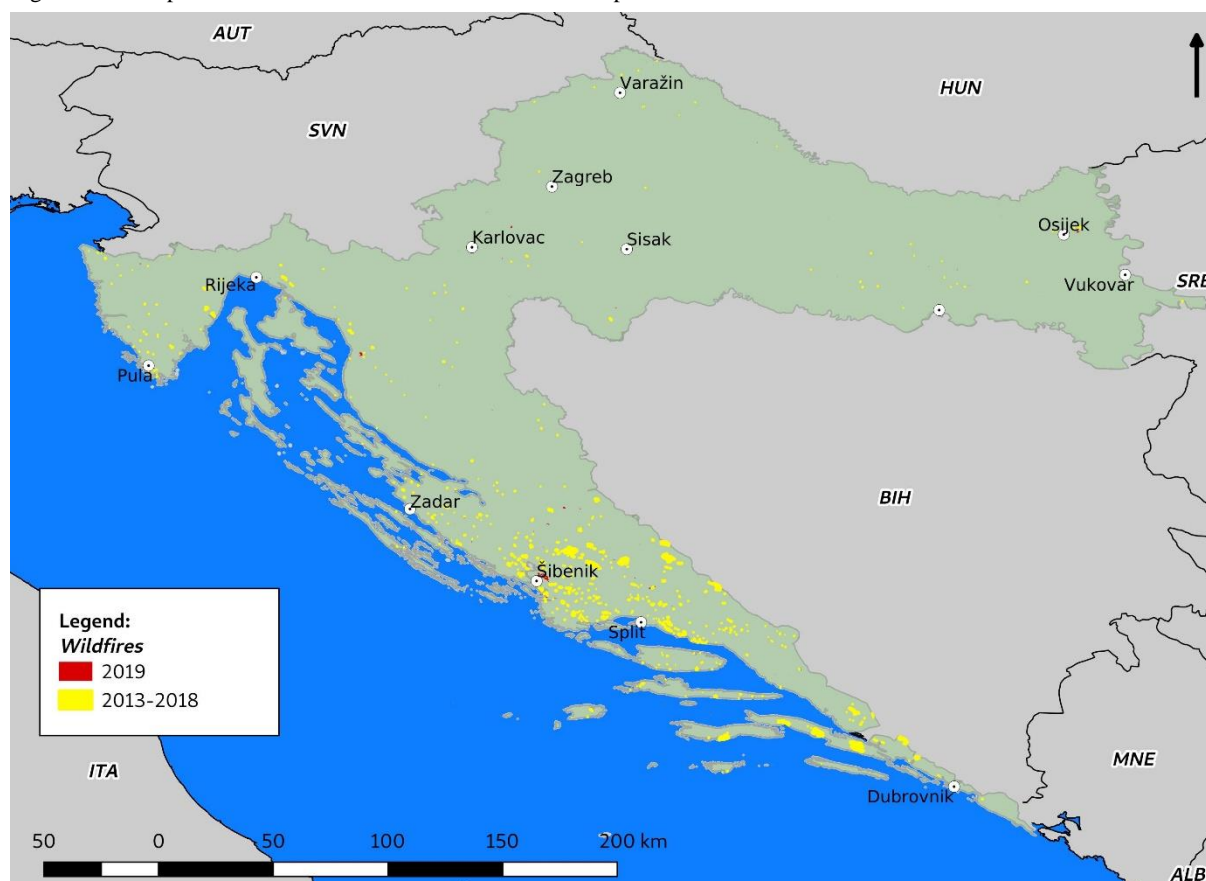 AUT
HUN
SVN
Varažin
Zagreb
Karlovac
Sisak
Osijek
Rijeka
Vukovar
SRB
Pula
BIH
Zadar
Šibenik
Split
Legend:
Wildfires
2019
2013-2018
ITA
MNE
Dubrovnik
50 0 50 100 150 200 km
ALB